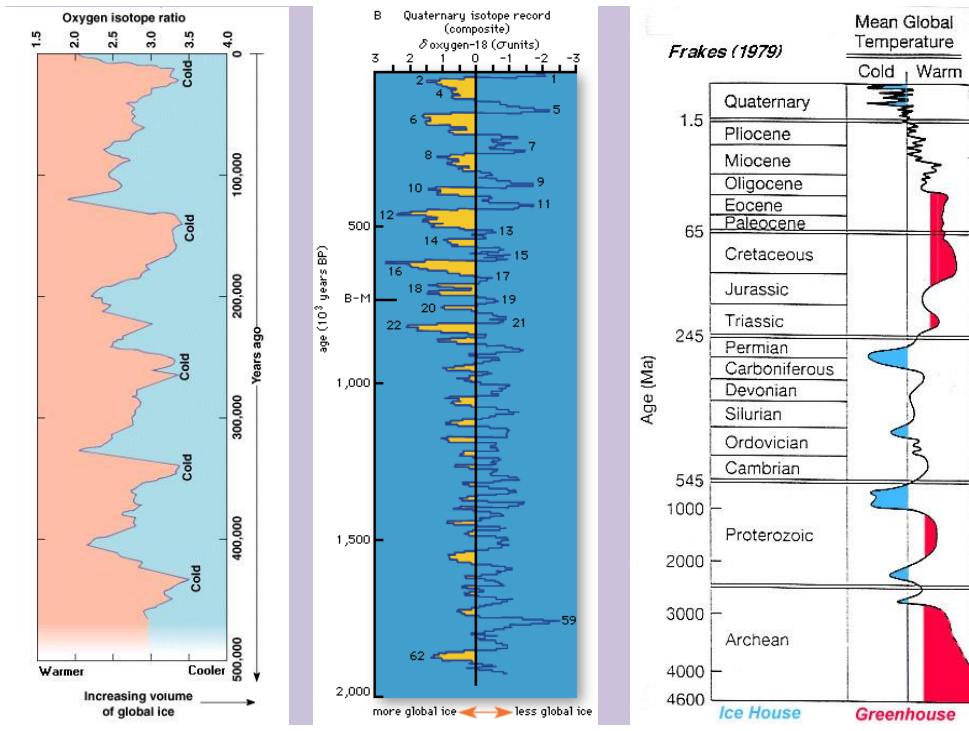 Oxygen isotope ratio
1.5
2.0
2.5
3.0
3.5
4.0
0
100,000
200,000
300,000
400,000
500,000
Cold
Cold
Cold
Cold
Cold
Years ago
Warmer
Cooler
Increasing volume
of global ice
B
Quaternary isotope record
(composite)
δ oxygen-18 (σunits)
3
2
1
0
-1
-2
-3
1
2
4
5
6
7
8
9
10
11
12
13
14
15
16
17
18
19
20
21
22
59
62
500
B-M
1,000
1,500
2,000
age (10³ years BP)
more global ice
less global ice
Frakes (1979)
Mean Global
Temperature
Cold
Warm
Quaternary
1.5
Pliocene
Miocene
Oligocene
Eocene
Paleocene
65
Cretaceous
Jurassic
Triassic
245
Permian
Carboniferous
Devonian
Silurian
Ordovician
Cambrian
545
1000
Proterozoic
2000
3000
Archean
4000
4600
Age (Ma)
Ice House
Greenhouse